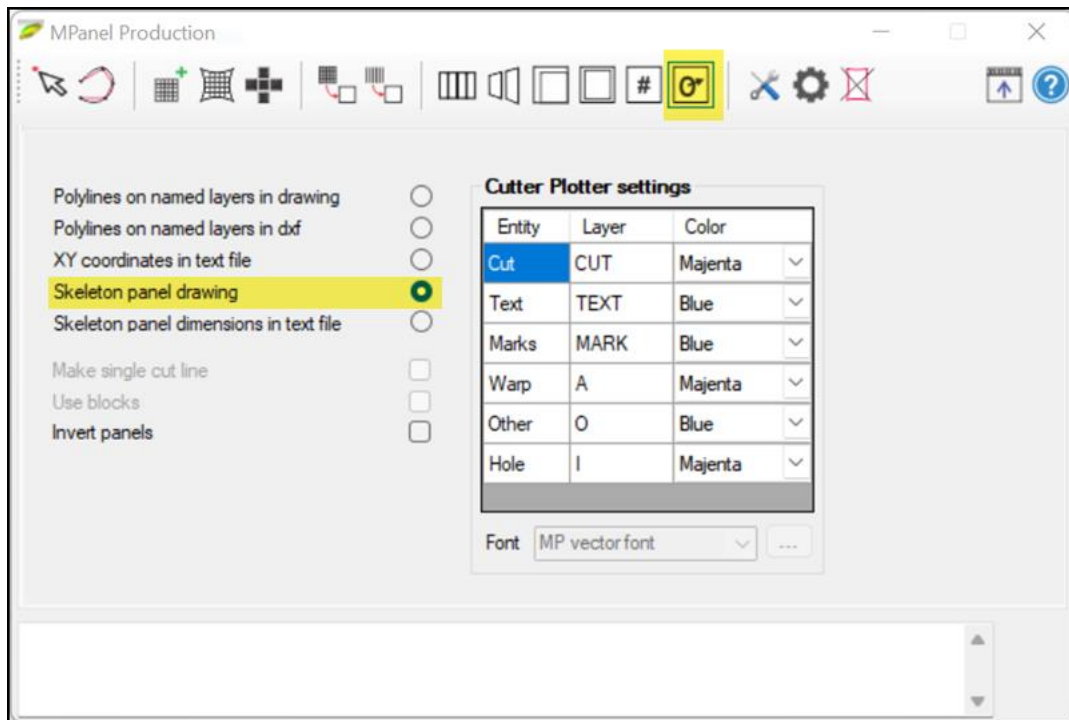 MPanel Production
#
?
Polylines on named layers in drawing
Polylines on named layers in dxf
XY coordinates in text file
Skeleton panel drawing
Skeleton panel dimensions in text file
Make single cut line
Use blocks
Invert panels
Cutter Plotter settings
Entity Layer Color
Cut CUT Majenta
Text TEXT Blue
Marks MARK Blue
Warp A Majenta
Other O Blue
Hole I Majenta
Font MP vector font ...